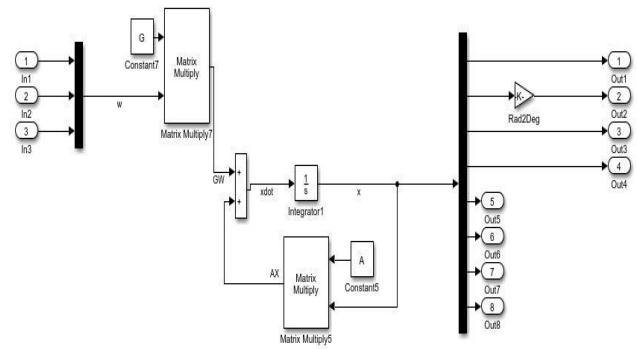 1
In1
2
In2
3
In3
w
G
Constant7
Matrix
Multiply
Matrix Multiply7
GW
+
+
xdot
1
s
Integrator1
x
AX
Matrix
Multiply
Matrix Multiply5
A
Constant5
-K-
Rad2Deg
1
Out1
2
Out2
3
Out3
4
Out4
5
Out5
6
Out6
7
Out7
8
Out8